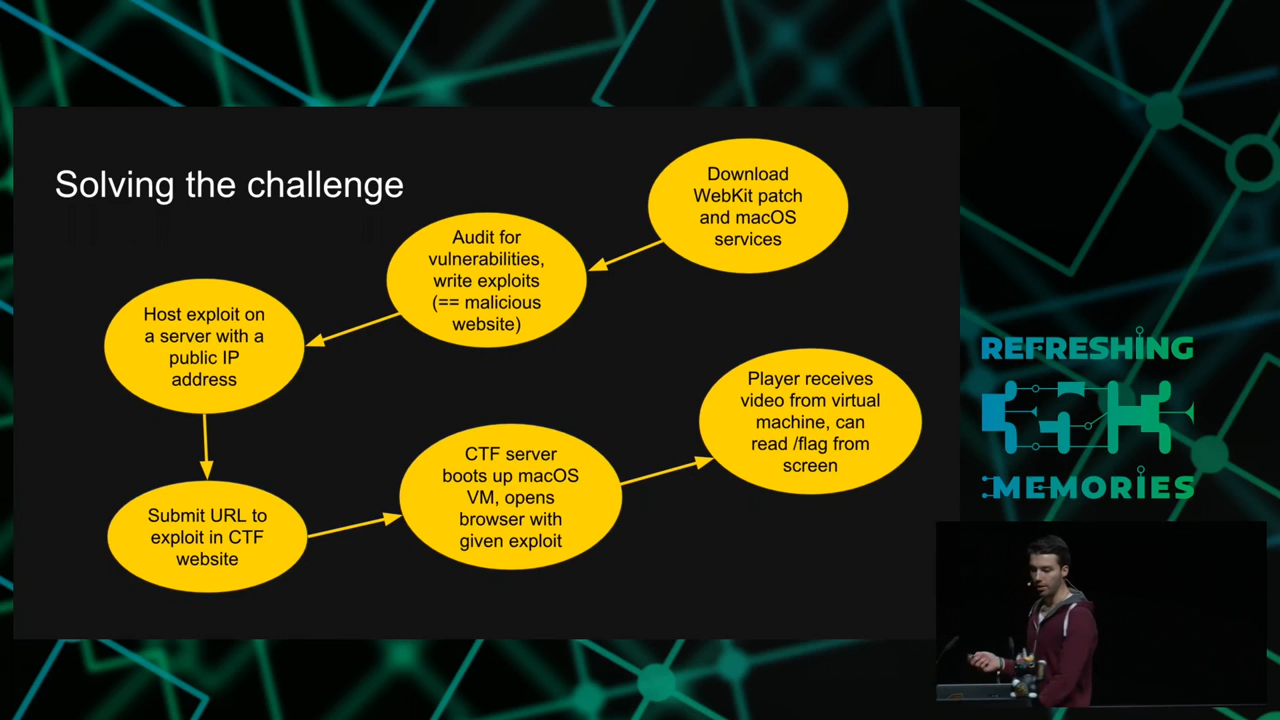 Solving the challenge
Download
WebKit patch
and macOS
services
Audit for
vulnerabilities,
write exploits
(== malicious
website)
Host exploit on
a server with a
public IP
address
Submit URL to
exploit in CTF
website
CTF server
boots up macOS
VM, opens
browser with
given exploit
Player receives
video from virtual
machine, can
read /flag from
screen
REFRESHING
MEMORIES